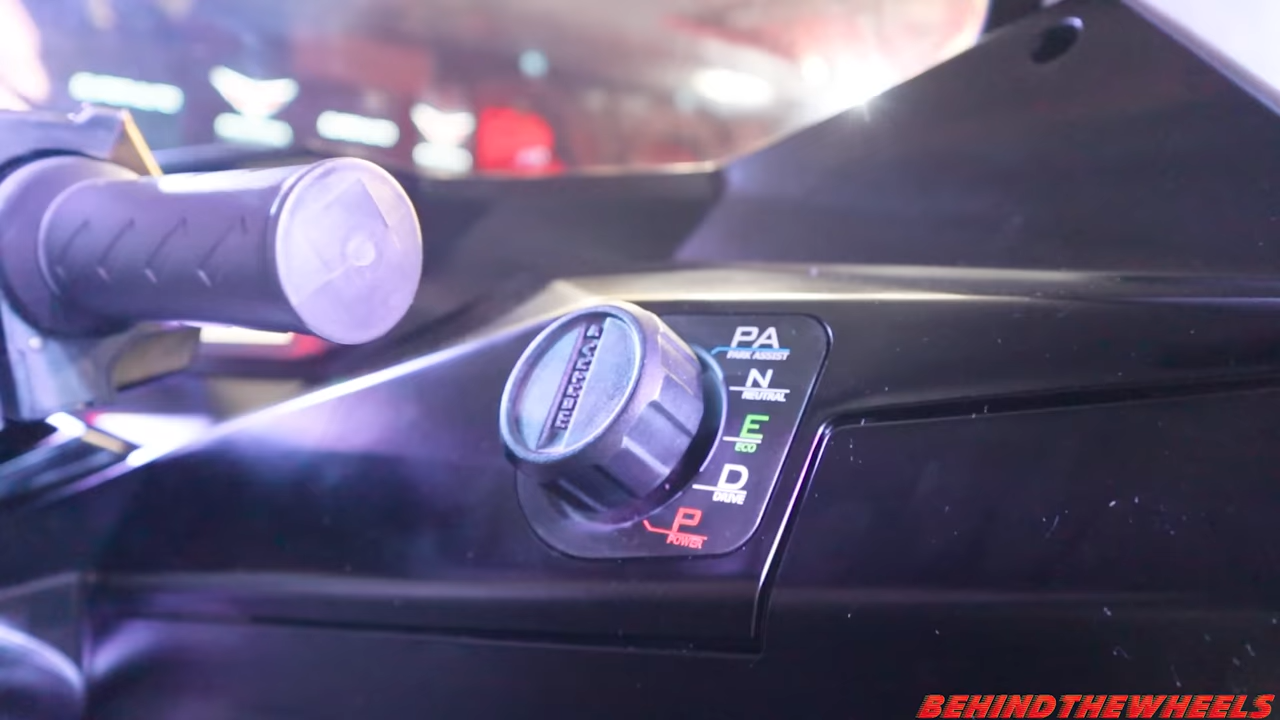 PA
PARK ASSIST
N
NEUTRAL
E
ECO
D
DRIVE
P
POWER
BEHINDTHEWHEELS